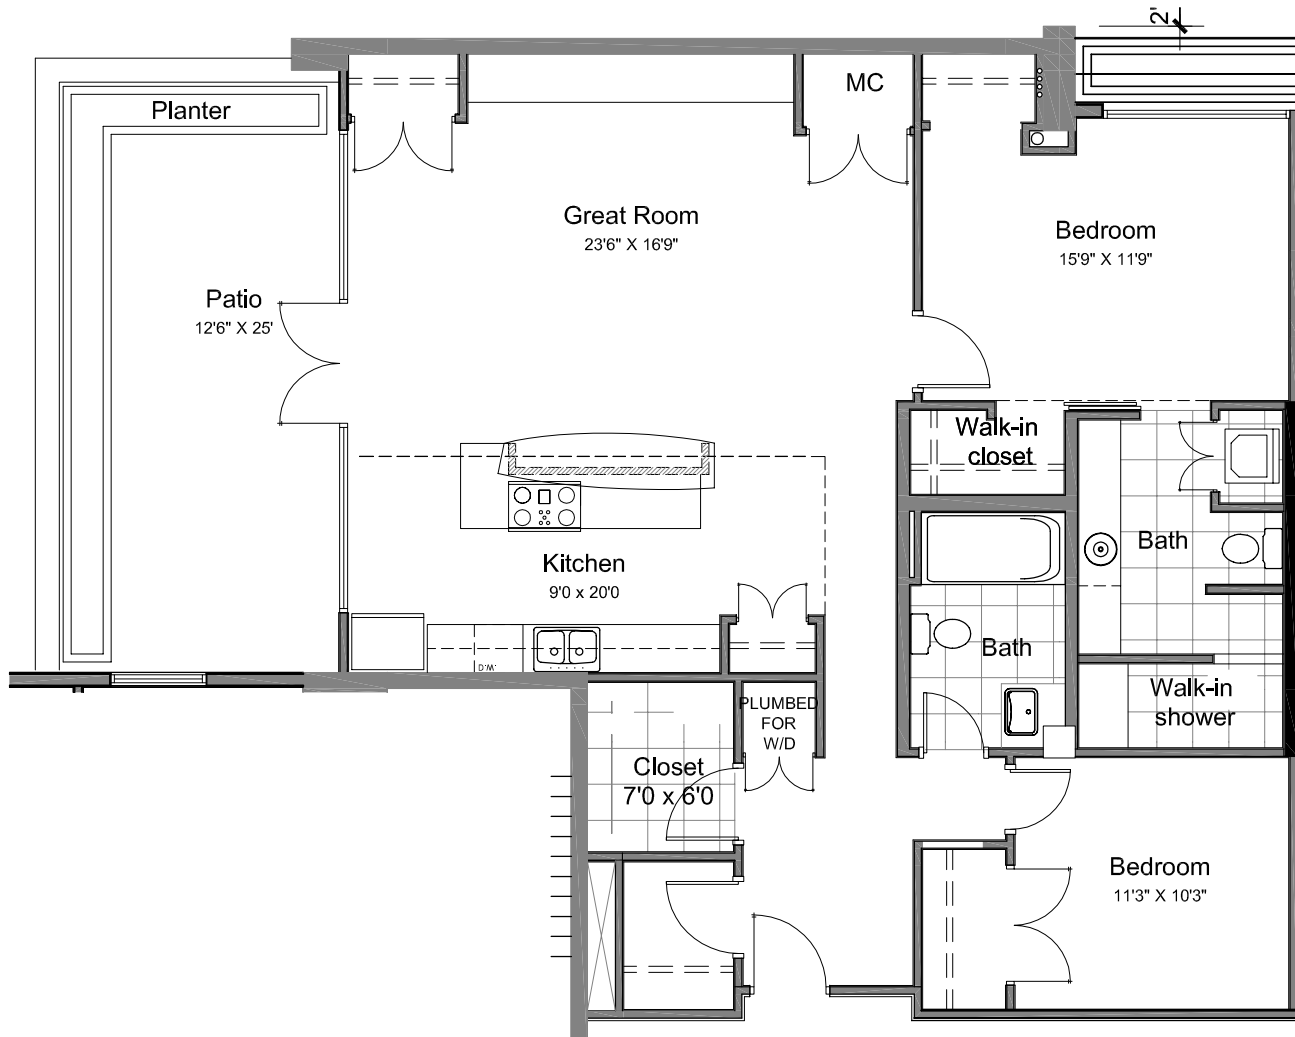 2'
Planter
MC
Great Room
23'6" X 16'9"
Bedroom
15'9" X 11'9"
Patio
12'6" X 25'
Walk-in
closet
Kitchen
9'0 x 20'0
Bath
D.W.
Bath
Walk-in
shower
PLUMBED
FOR
W/D
Closet
7'0 x 6'0
Bedroom
11'3" X 10'3"